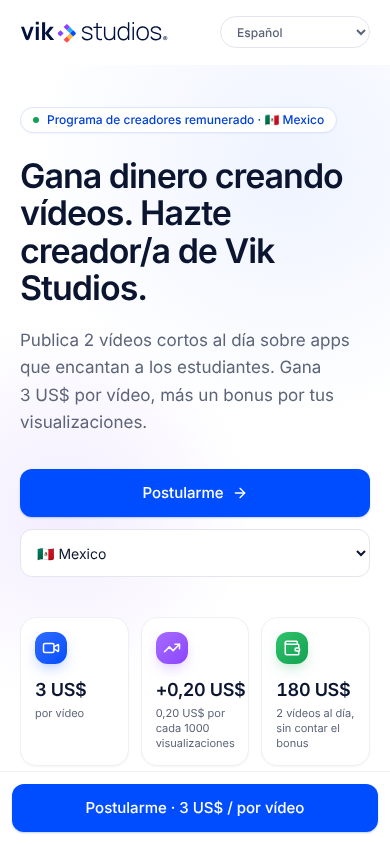 vik studios®
Español
Programa de creadores remunerado · 🇲🇽 Mexico
Gana dinero creando
vídeos. Hazte
creador/a de Vik
Studios.
Publica 2 vídeos cortos al día sobre apps
que encantan a los estudiantes. Gana
3 US$ por vídeo, más un bonus por tus
visualizaciones.
Postularme →
🇲🇽 Mexico
3 US$
por vídeo
+0,20 US$
0,20 US$ por
cada 1000
visualizaciones
180 US$
2 vídeos al día,
sin contar el
bonus
Postularme · 3 US$ / por vídeo